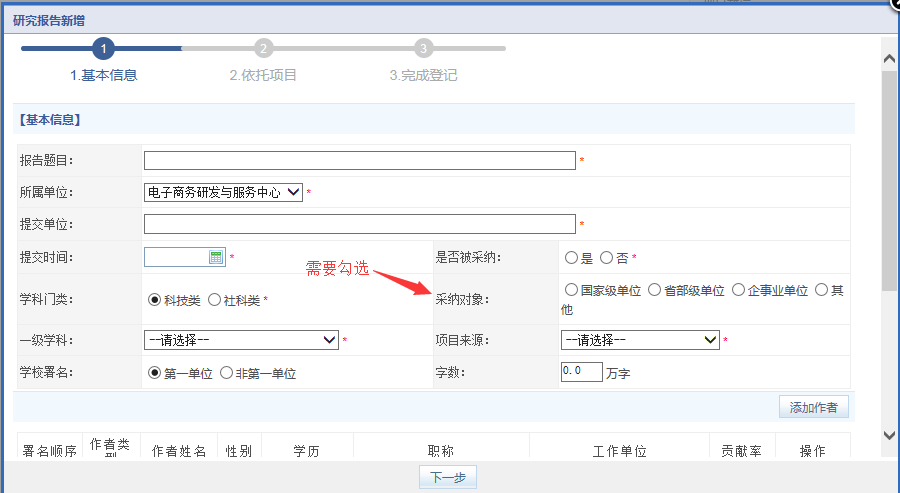 研究报告新增
1 2 3
1.基本信息 2.依托项目 3.完成登记
【基本信息】
报告题目：*
所属单位： 电子商务研发与服务中心 *
提交单位：*
提交时间：* 是否被采纳： 是 否 *
需要勾选
学科门类： 科技类 社科类 * 采纳对象： 国家级单位 省部级单位 企事业单位 其
他
一级学科： --请选择-- * 项目来源： --请选择-- *
学校署名： 第一单位 非第一单位 字数： 0.0 万字
添加作者
署名顺序 作者类 作者姓名 性别 学历 职称 工作单位 贡献率 操作
下一步